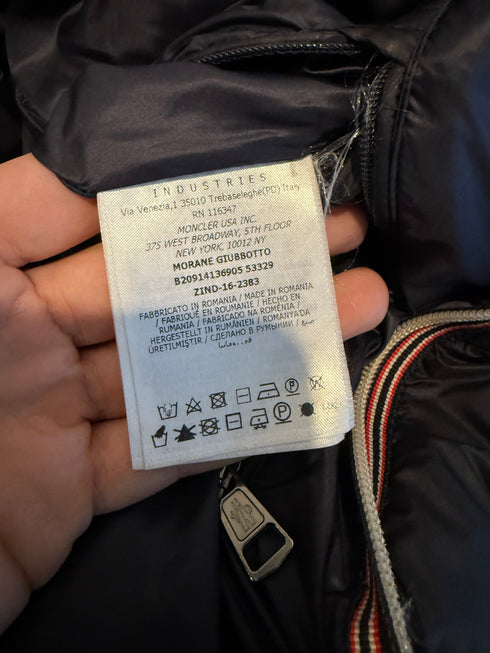 INDUSTRIES
Via Venezia,1 35010 Trebaseleghe(PD) Italy
RN 116347
MONCLER USA INC.
375 WEST BROADWAY, 5TH FLOOR
NEW YORK, 10012 NY
MORANE GIUBBOTTO
B20914136905 53329
ZIND-16-2383
FABBRICATO IN ROMANIA / MADE IN ROMANIA
/ FABRIQUÉ EN ROUMANIE / HECHO EN
RUMANIA / FABRICADO NA ROMÉNIA /
HERGESTELLT IN RUMÄNIEN / ROMANYA'DA
ÜRETILMIŞTIR / СДЕЛАНО В РУМЫНИИ / صنع